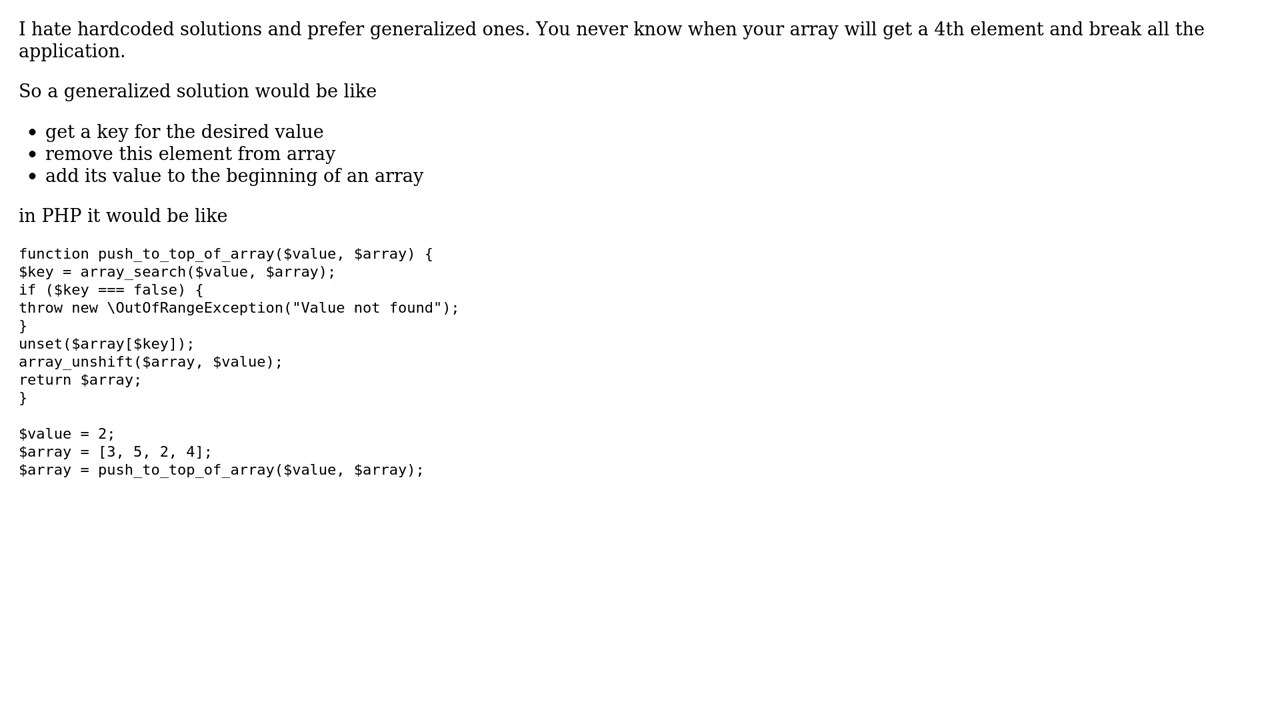 I hate hardcoded solutions and prefer generalized ones. You never know when your array will get a 4th element and break all the
application.
So a generalized solution would be like
• get a key for the desired value
• remove this element from array
• add its value to the beginning of an array
in PHP it would be like
function push_to_top_of_array($value, $array) {
$key = array_search($value, $array);
if ($key === false) {
throw new \OutOfRangeException("Value not found");
}
unset($array[$key]);
array_unshift($array, $value);
return $array;
}
$value = 2;
$array = [3, 5, 2, 4];
$array = push_to_top_of_array($value, $array);